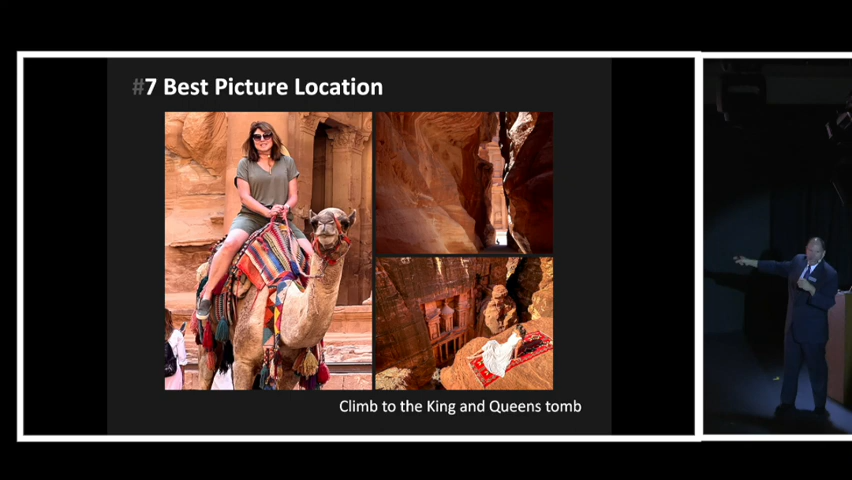 #7 Best Picture Location
Climb to the King and Queens tomb